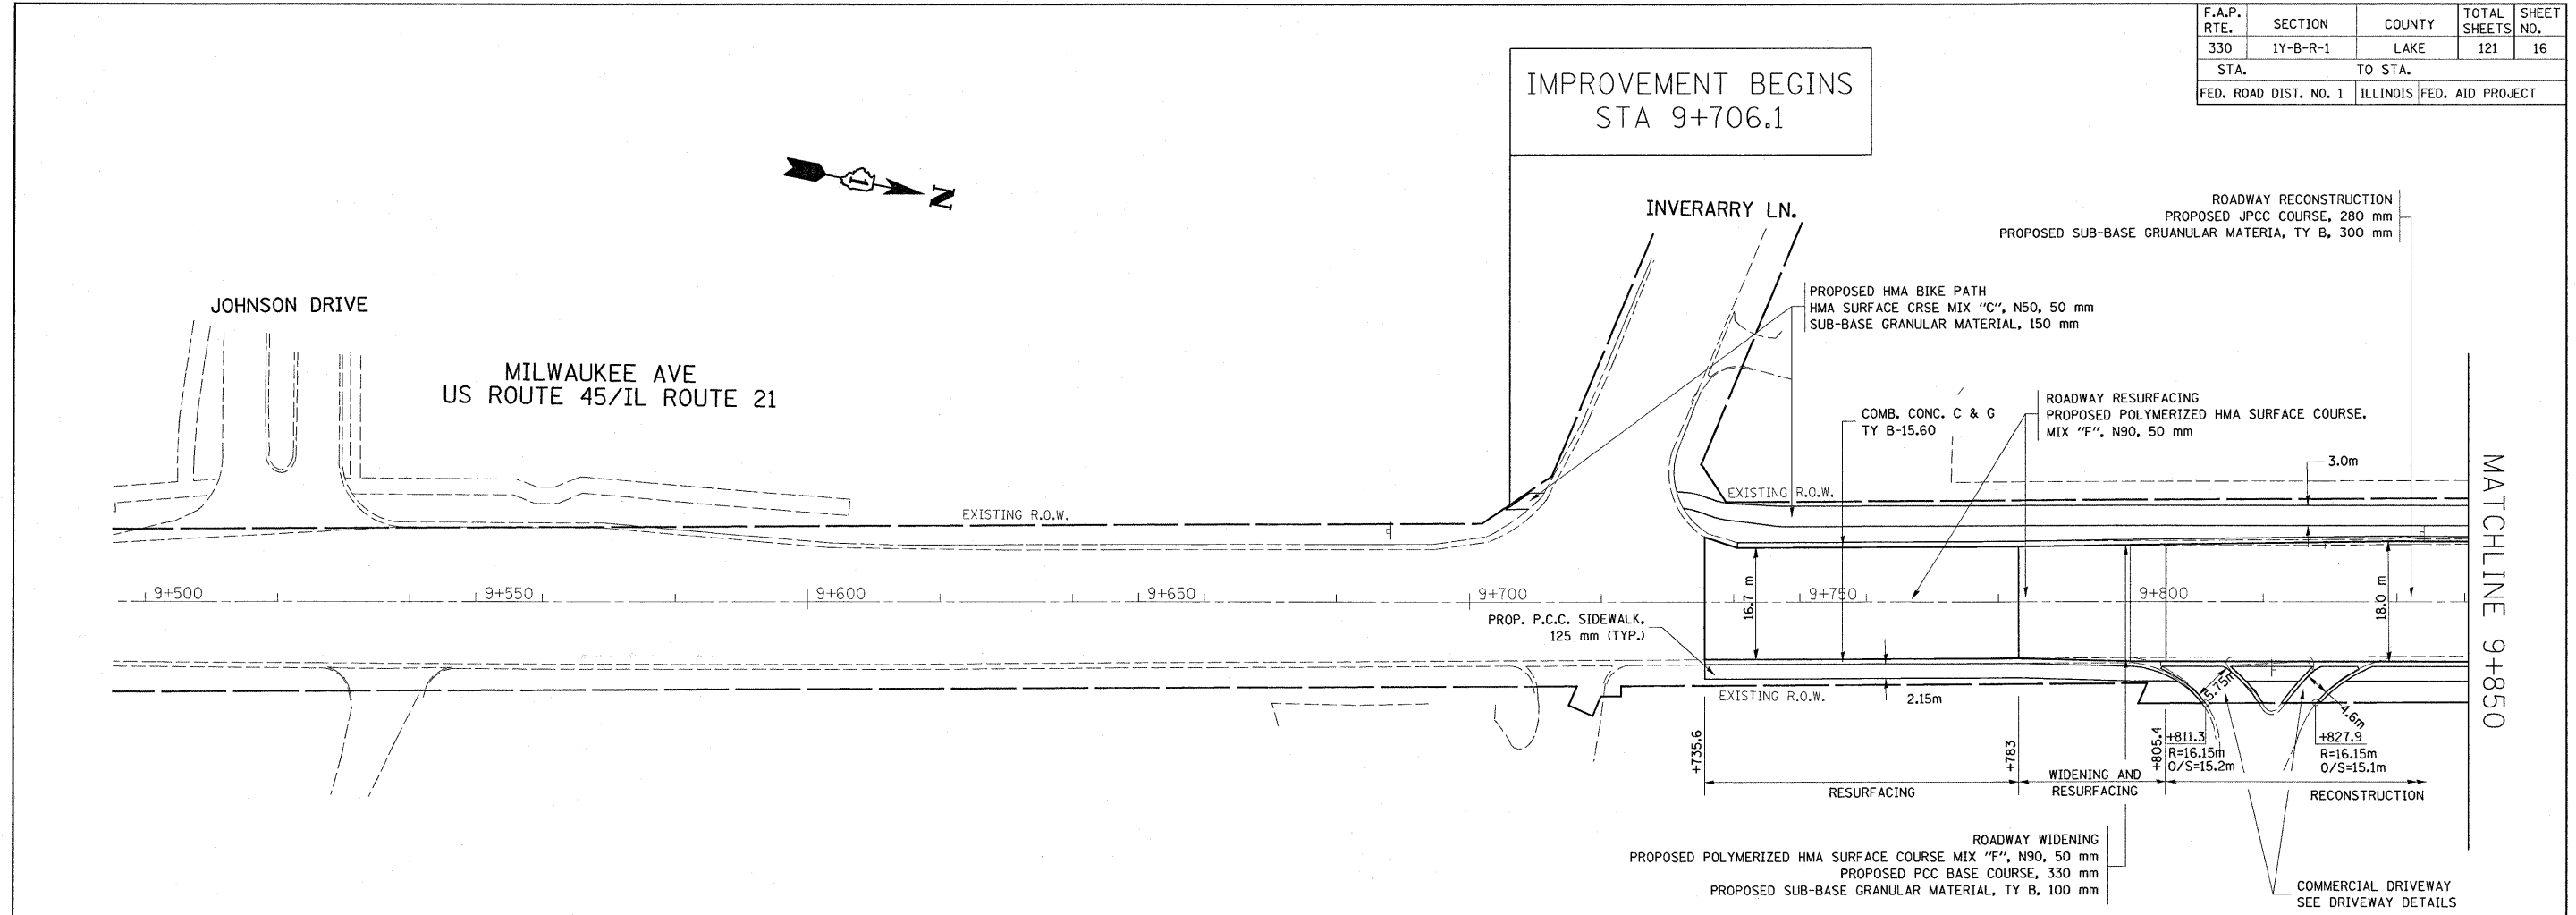 F.A.P. RTE. SECTION COUNTY TOTAL SHEETS SHEET NO.
330 1Y-B-R-1 LAKE 121 16
STA. TO STA.
FED. ROAD DIST. NO. 1 ILLINOIS FED. AID PROJECT
IMPROVEMENT BEGINS
STA 9+706.1
1 N
INVERARRY LN.
ROADWAY RECONSTRUCTION
PROPOSED JPCC COURSE, 280 mm
PROPOSED SUB-BASE GRUANULAR MATERIA, TY B, 300 mm
JOHNSON DRIVE
PROPOSED HMA BIKE PATH
HMA SURFACE CRSE MIX "C", N50, 50 mm
SUB-BASE GRANULAR MATERIAL, 150 mm
MILWAUKEE AVE
US ROUTE 45/IL ROUTE 21
COMB. CONC. C & G
TY B-15.60
ROADWAY RESURFACING
PROPOSED POLYMERIZED HMA SURFACE COURSE,
MIX "F", N90, 50 mm
3.0m
EXISTING R.O.W.
EXISTING R.O.W.
MATCHLINE 9+850
9+500 9+550 9+600 9+650 9+700 9+750 9+800
16.7 m
18.0 m
PROP. P.C.C. SIDEWALK,
125 mm (TYP.)
EXISTING R.O.W.
2.15m
5.75m
4.6m
+735.6
+783
+805.4
+811.3
R=16.15m
O/S=15.2m
+827.9
R=16.15m
O/S=15.1m
RESURFACING
WIDENING AND
RESURFACING
RECONSTRUCTION
ROADWAY WIDENING
PROPOSED POLYMERIZED HMA SURFACE COURSE MIX "F", N90, 50 mm
PROPOSED PCC BASE COURSE, 330 mm
PROPOSED SUB-BASE GRANULAR MATERIAL, TY B, 100 mm
COMMERCIAL DRIVEWAY
SEE DRIVEWAY DETAILS